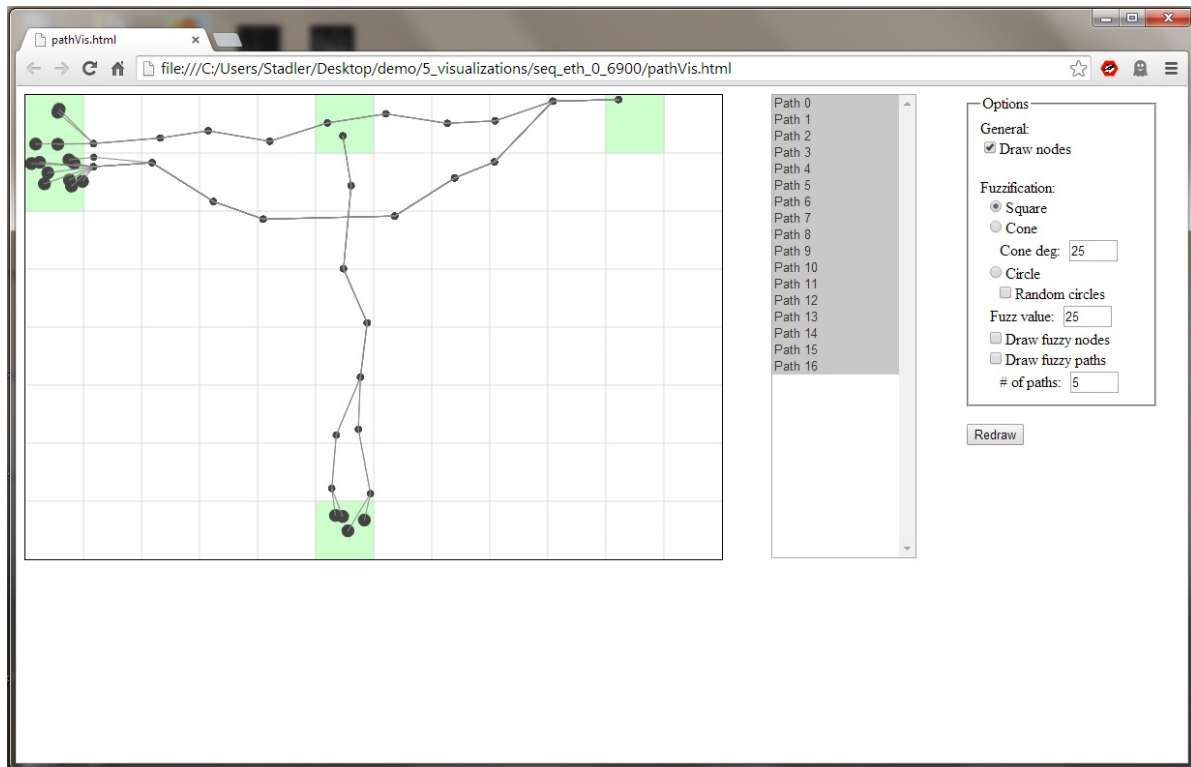 pathVis.html
file:///C:/Users/Stadler/Desktop/demo/5_visualizations/seq_eth_0_6900/pathVis.html
Path 0
Path 1
Path 2
Path 3
Path 4
Path 5
Path 6
Path 7
Path 8
Path 9
Path 10
Path 11
Path 12
Path 13
Path 14
Path 15
Path 16
Options
General:
Draw nodes
Fuzzification:
Square
Cone
Cone deg: 25
Circle
Random circles
Fuzz value: 25
Draw fuzzy nodes
Draw fuzzy paths
# of paths: 5
Redraw